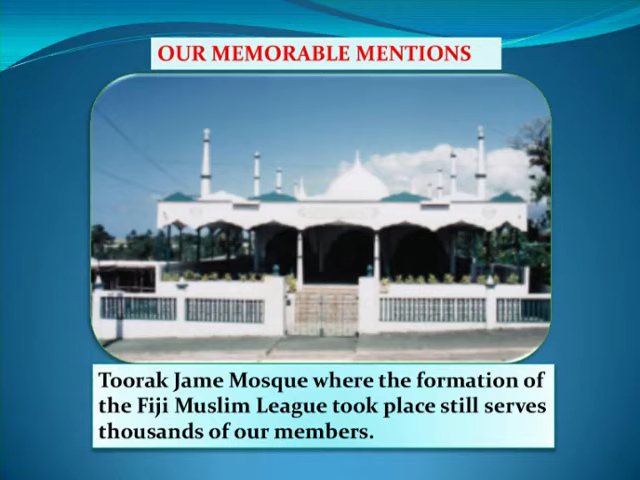 OUR MEMORABLE MENTIONS
Toorak Jame Mosque where the formation of
the Fiji Muslim League took place still serves
thousands of our members.